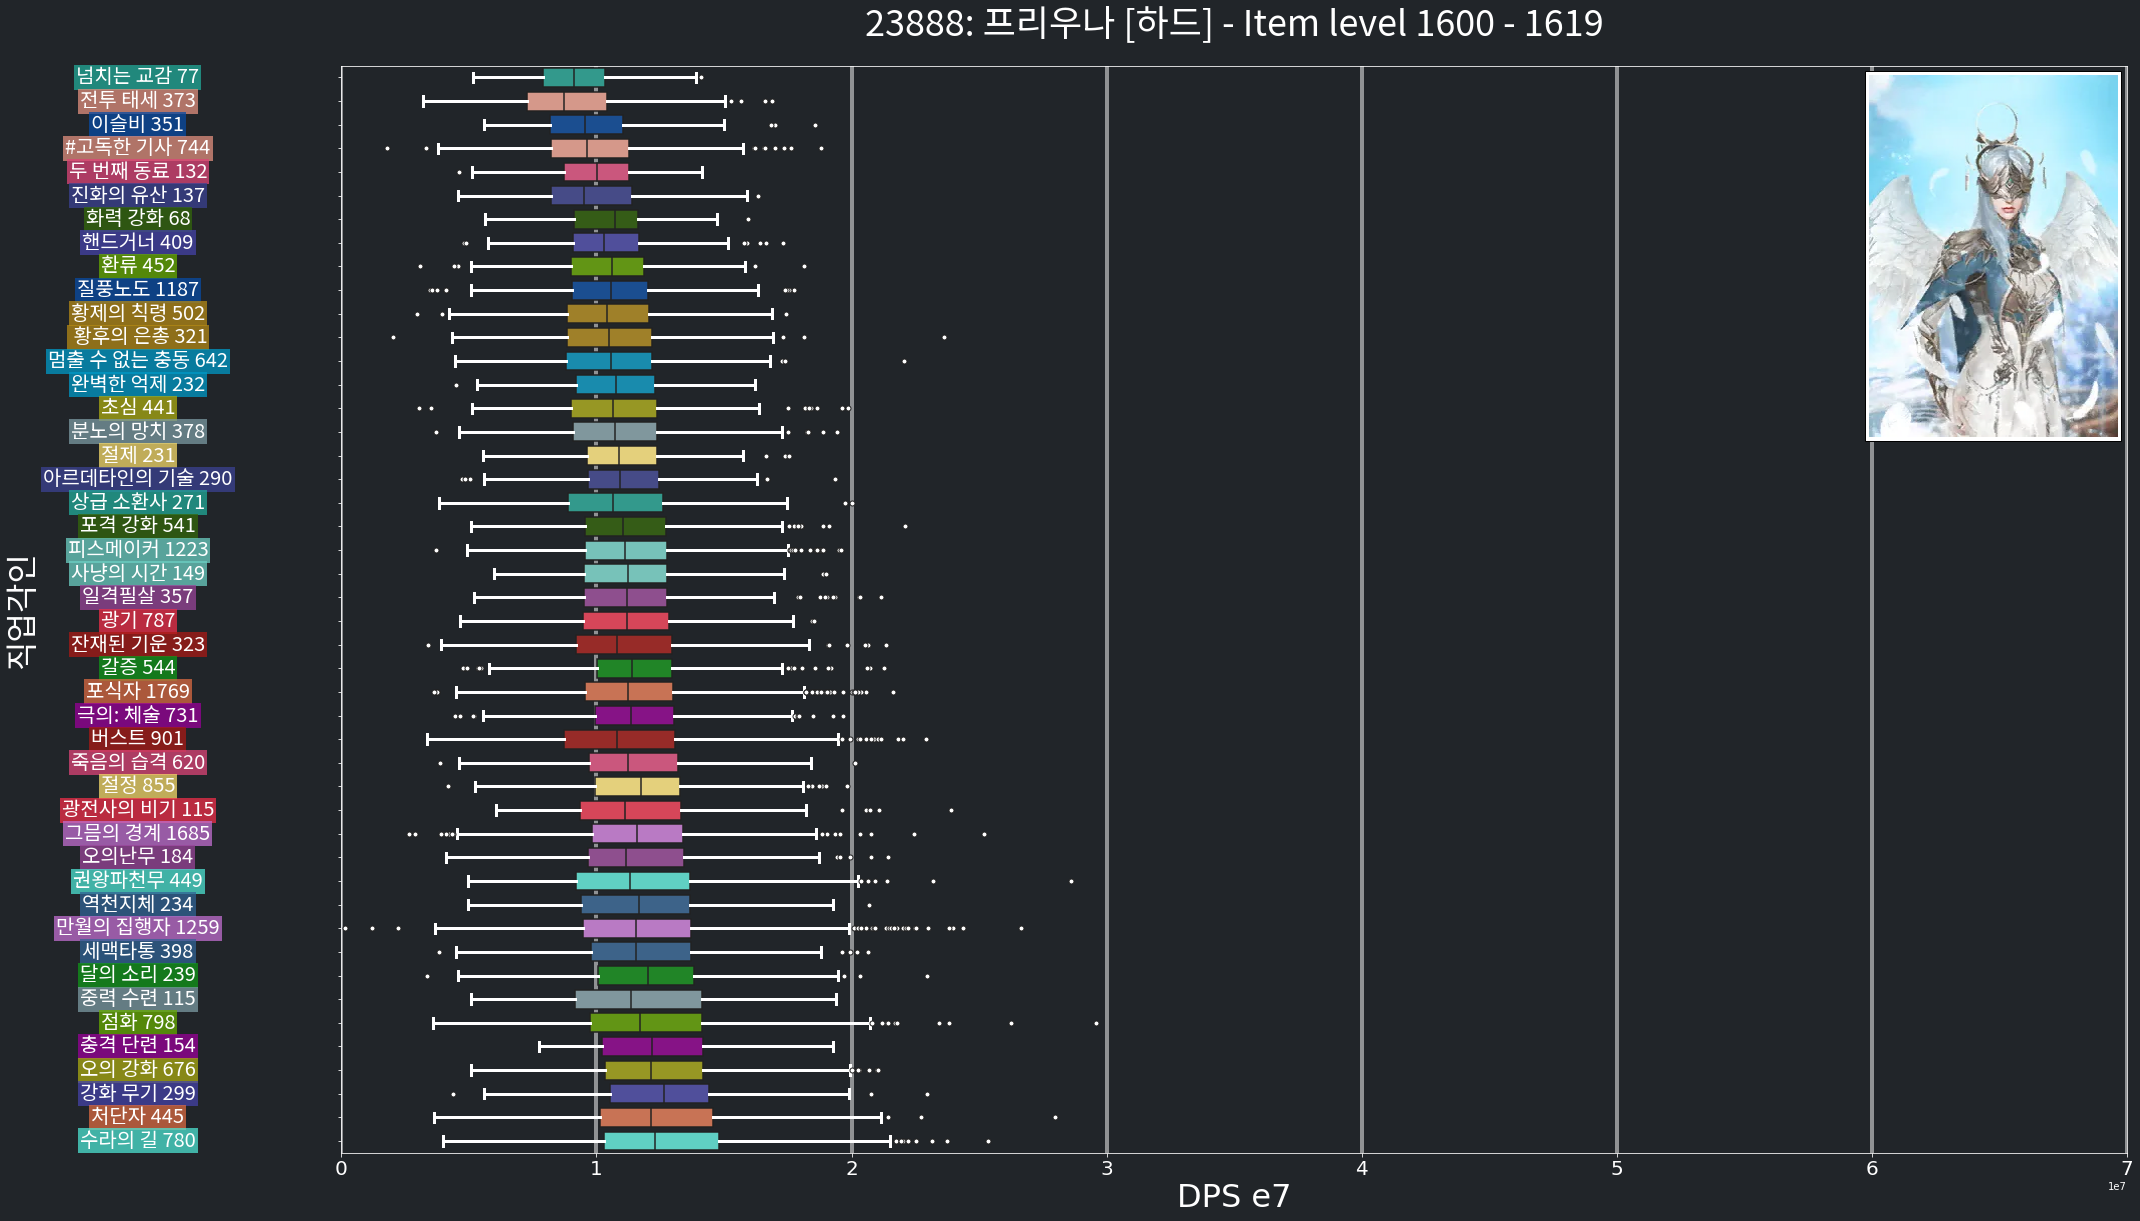 23888: 프리우나 [하드] - Item level 1600 - 1619
넘치는 교감 77
전투 태세 373
이슬비 351
#고독한 기사 744
두 번째 동료 132
진화의 유산 137
화력 강화 68
핸드거너 409
환류 452
질풍노도 1187
황제의 칙령 502
황후의 은총 321
멈출 수 없는 충동 642
완벽한 억제 232
초심 441
분노의 망치 378
절제 231
아르데타인의 기술 290
상급 소환사 271
포격 강화 541
피스메이커 1223
사냥의 시간 149
일격필살 357
광기 787
잔재된 기운 323
갈증 544
포식자 1769
극의: 체술 731
버스트 901
죽음의 습격 620
절정 855
광전사의 비기 115
그믐의 경계 1685
오의난무 184
권왕파천무 449
역천지체 234
만월의 집행자 1259
세맥타통 398
달의 소리 239
중력 수련 115
점화 798
충격 단련 154
오의 강화 676
강화 무기 299
처단자 445
수라의 길 780
직업각인
0 1 2 3 4 5 6 7
DPS e7
1e7